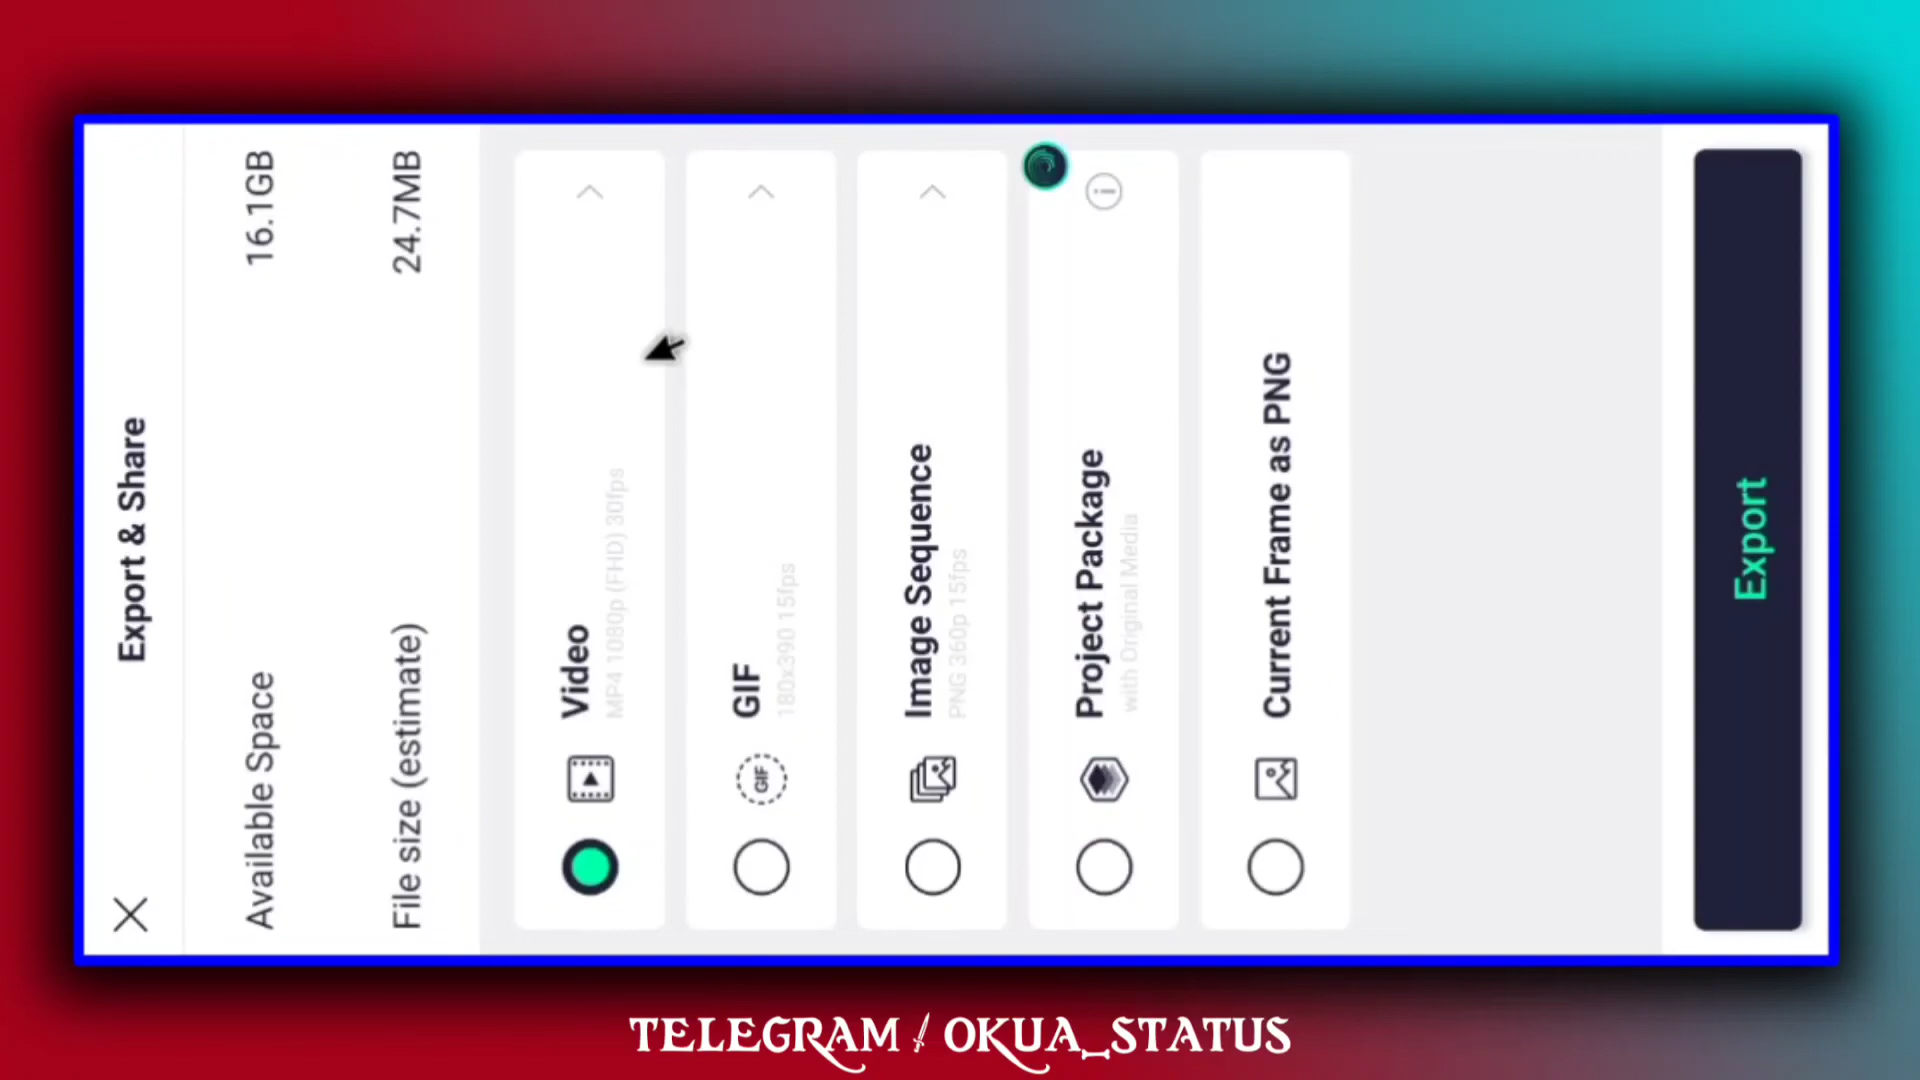 Export & Share
Available Space 16.1GB
File size (estimate) 24.7MB
Video
MP4 1080p (FHD) 30fps
GIF
GIF
180x390 15fps
Image Sequence
PNG 360p 15fps
Project Package
with Original Media
Current Frame as PNG
Export
TELEGRAM / OKUA_STATUS